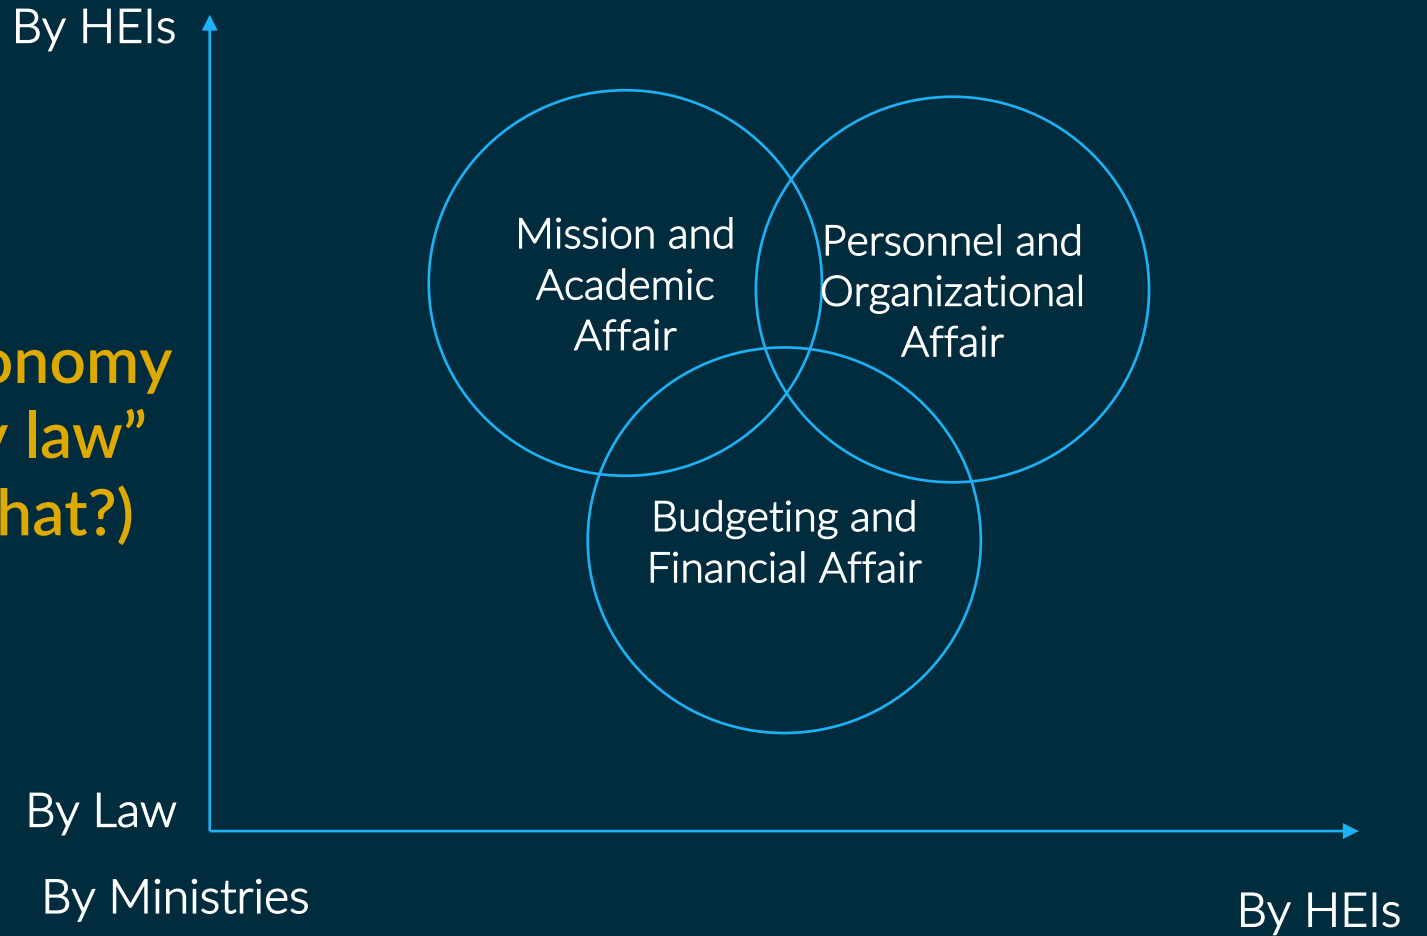 By HEIs
Mission and
Academic
Affair
Personnel and
Organizational
Affair
onomy
y law”
hat?)
Budgeting and
Financial Affair
By Law
By Ministries
By HEIs